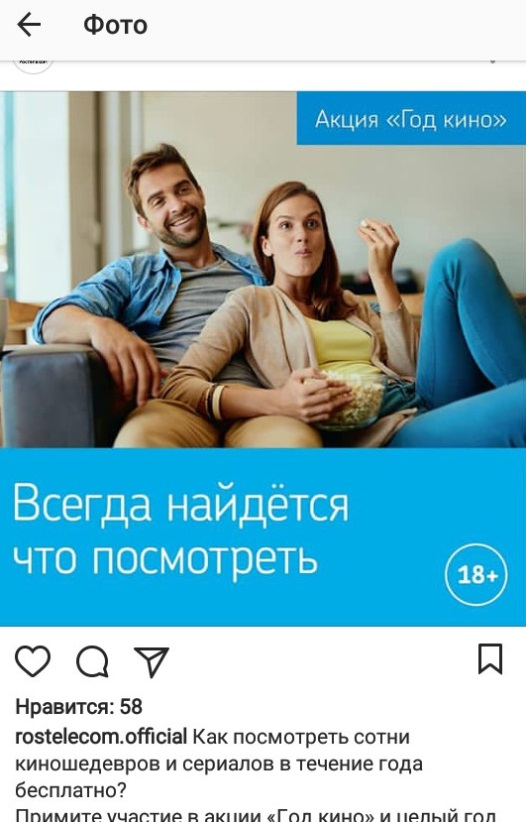 Фото
Акция «Год кино»
Всегда найдётся
что посмотреть
18+
Нравится: 58
rostelecom.official Как посмотреть сотни
киношедевров и сериалов в течение года
бесплатно?
Примите участие в акции «Год кино» и целый год